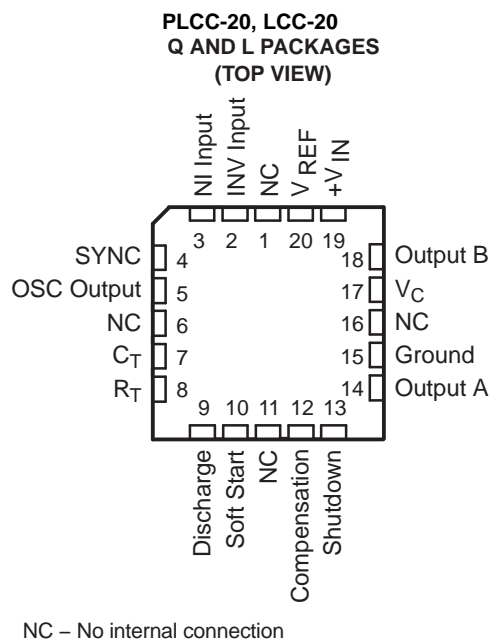 PLCC-20, LCC-20
Q AND L PACKAGES
(TOP VIEW)
NI Input
INV Input
NC
VREF
+VIN
3 2 1 20 19
SYNC 4
OSC Output 5
NC 6
CT 7
RT 8
18 Output B
17 VC
16 NC
15 Ground
14 Output A
9 10 11 12 13
Discharge
Soft Start
NC
Compensation
Shutdown
NC – No internal connection